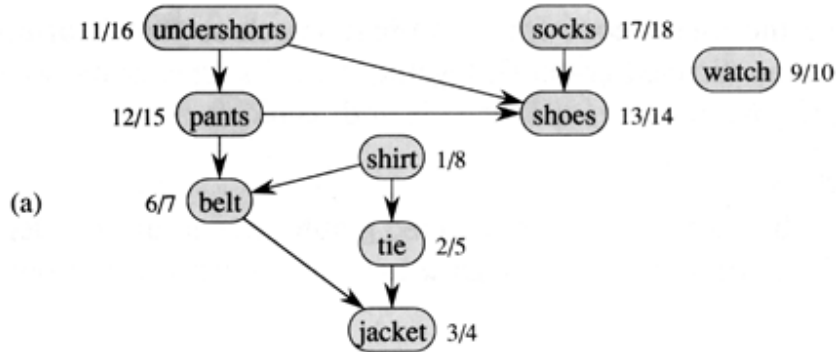 11/16 undershorts socks 17/18
watch 9/10
12/15 pants shoes 13/14
shirt 1/8
(a) 6/7 belt
tie 2/5
jacket 3/4